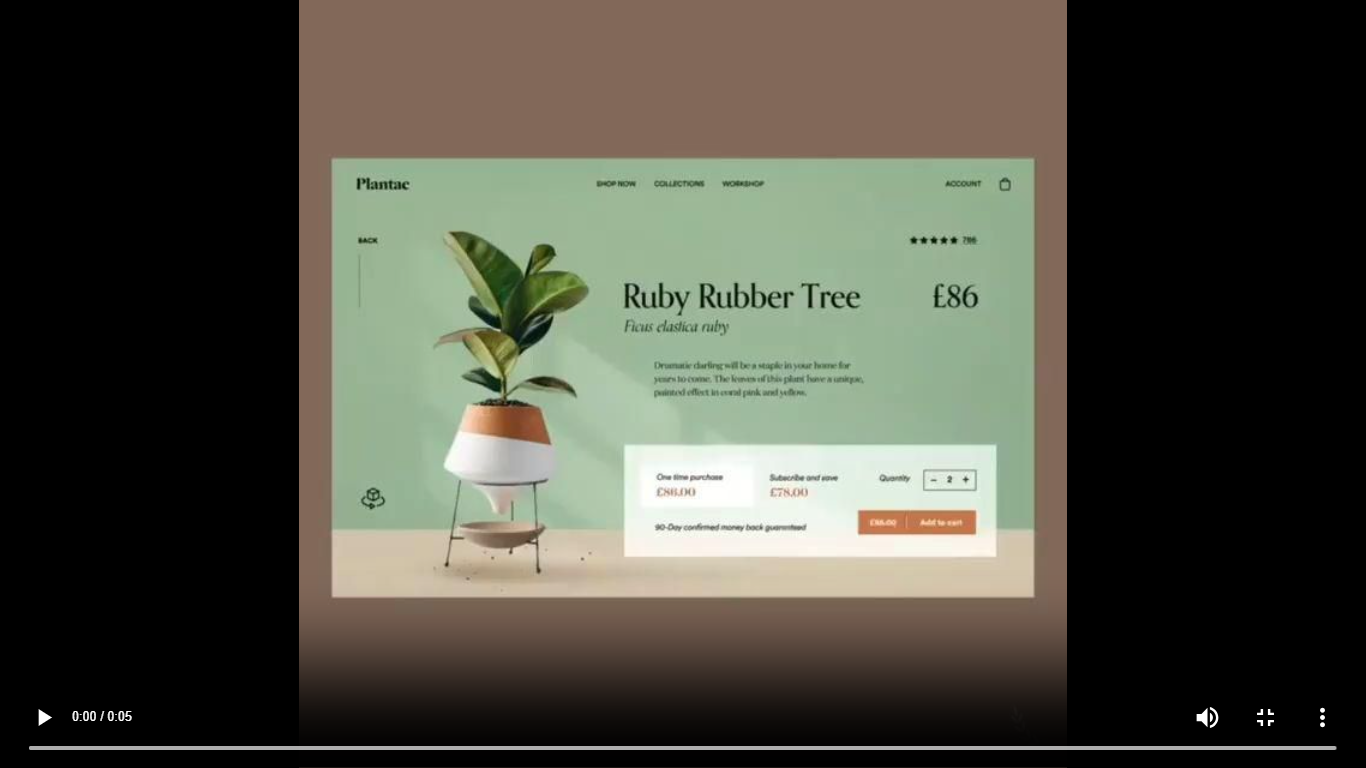 Plantac
SHOP NOW COLLECTIONS WORKSHOP
ACCOUNT
BACK
786
Ruby Rubber Tree
£86
Ficus elastica ruby
Dramatic darling will be a staple in your home for
years to come. The leaves of this plant have a unique,
painted effect in coral pink and yellow.
One time purchase
£86.00
Subscribe and save
£78.00
Quantity
− 2 +
90-Day confirmed money back guarenteed
£86.00 Add to cart
0:00 / 0:05